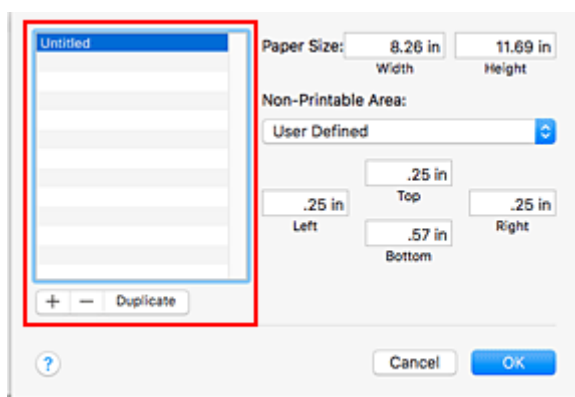 Untitled
Paper Size: 8.26 in 11.69 in
Width Height
Non-Printable Area:
User Defined
.25 in
Top
.25 in .25 in
Left Right
.57 in
Bottom
+ − Duplicate
? Cancel OK